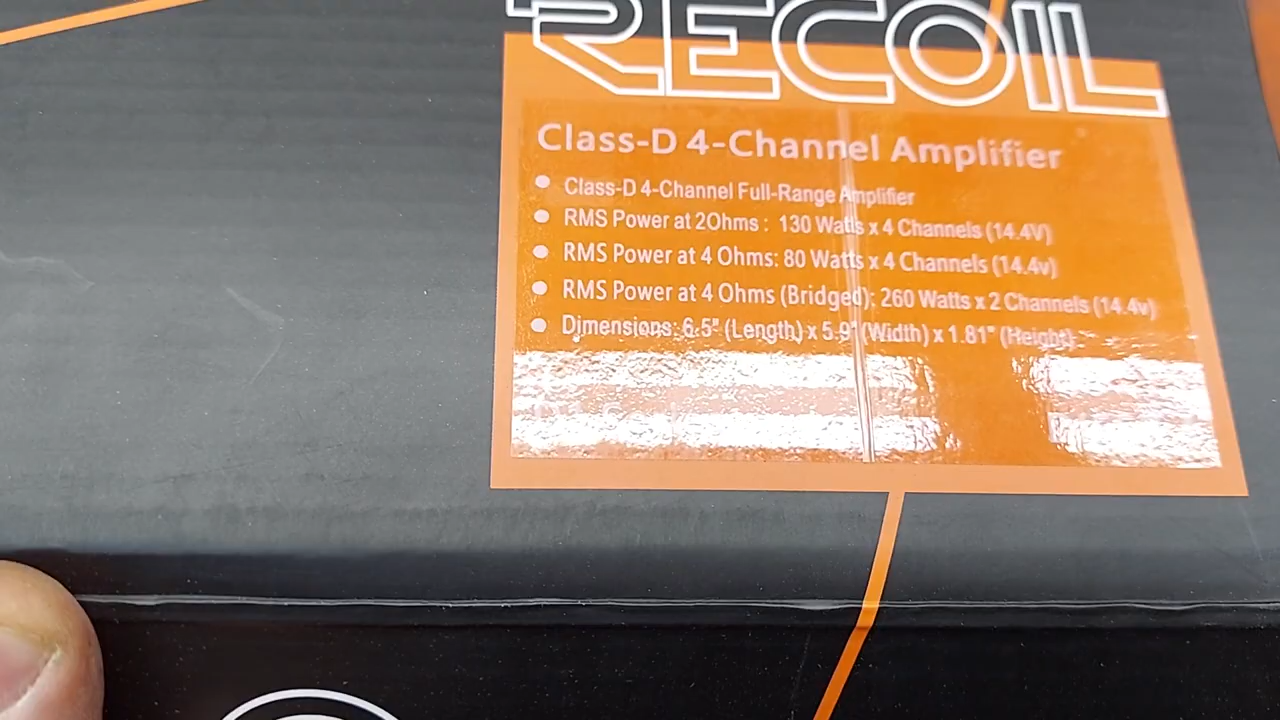 RECOIL
Class-D 4-Channel Amplifier
Class-D 4-Channel Full-Range Amplifier
RMS Power at 2Ohms : 130 Watts x 4 Channels (14.4V)
RMS Power at 4 Ohms: 80 Watts x 4 Channels (14.4v)
RMS Power at 4 Ohms (Bridged): 260 Watts x 2 Channels (14.4v)
Dimensions: 6.5" (Length) x 5.9" (Width) x 1.81" (Height)